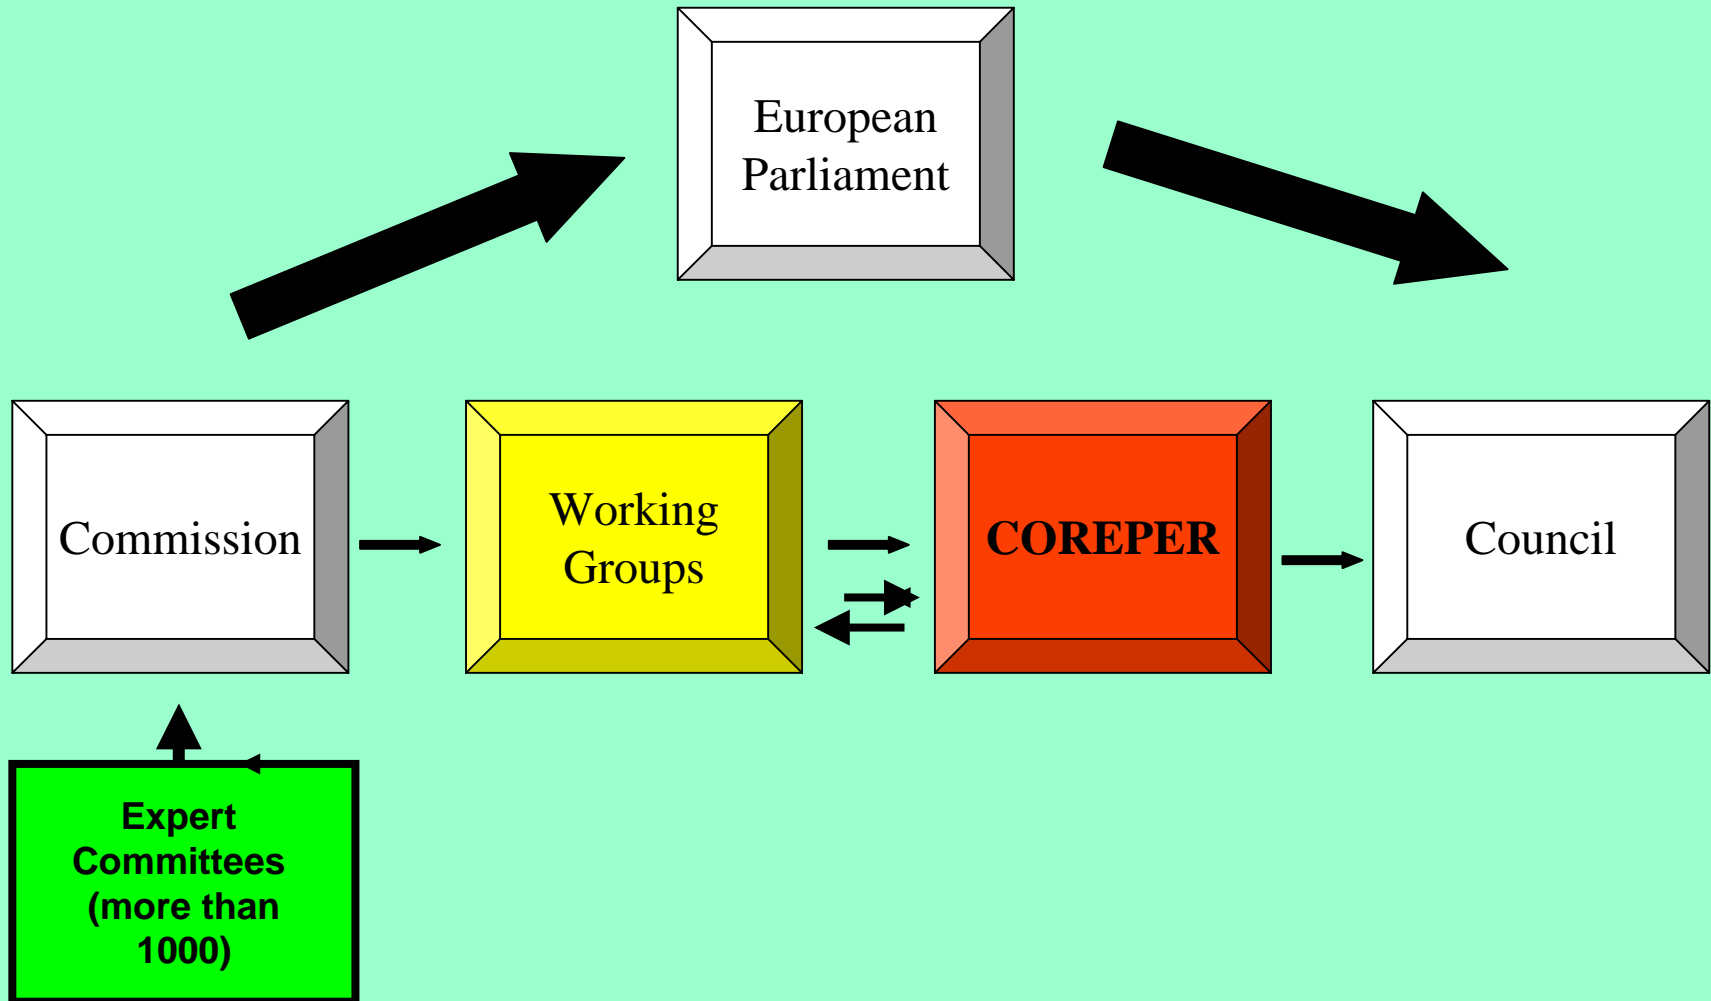 European
Parliament
Commission
Working
Groups
COREPER
Council
Expert
Committees
(more than
1000)